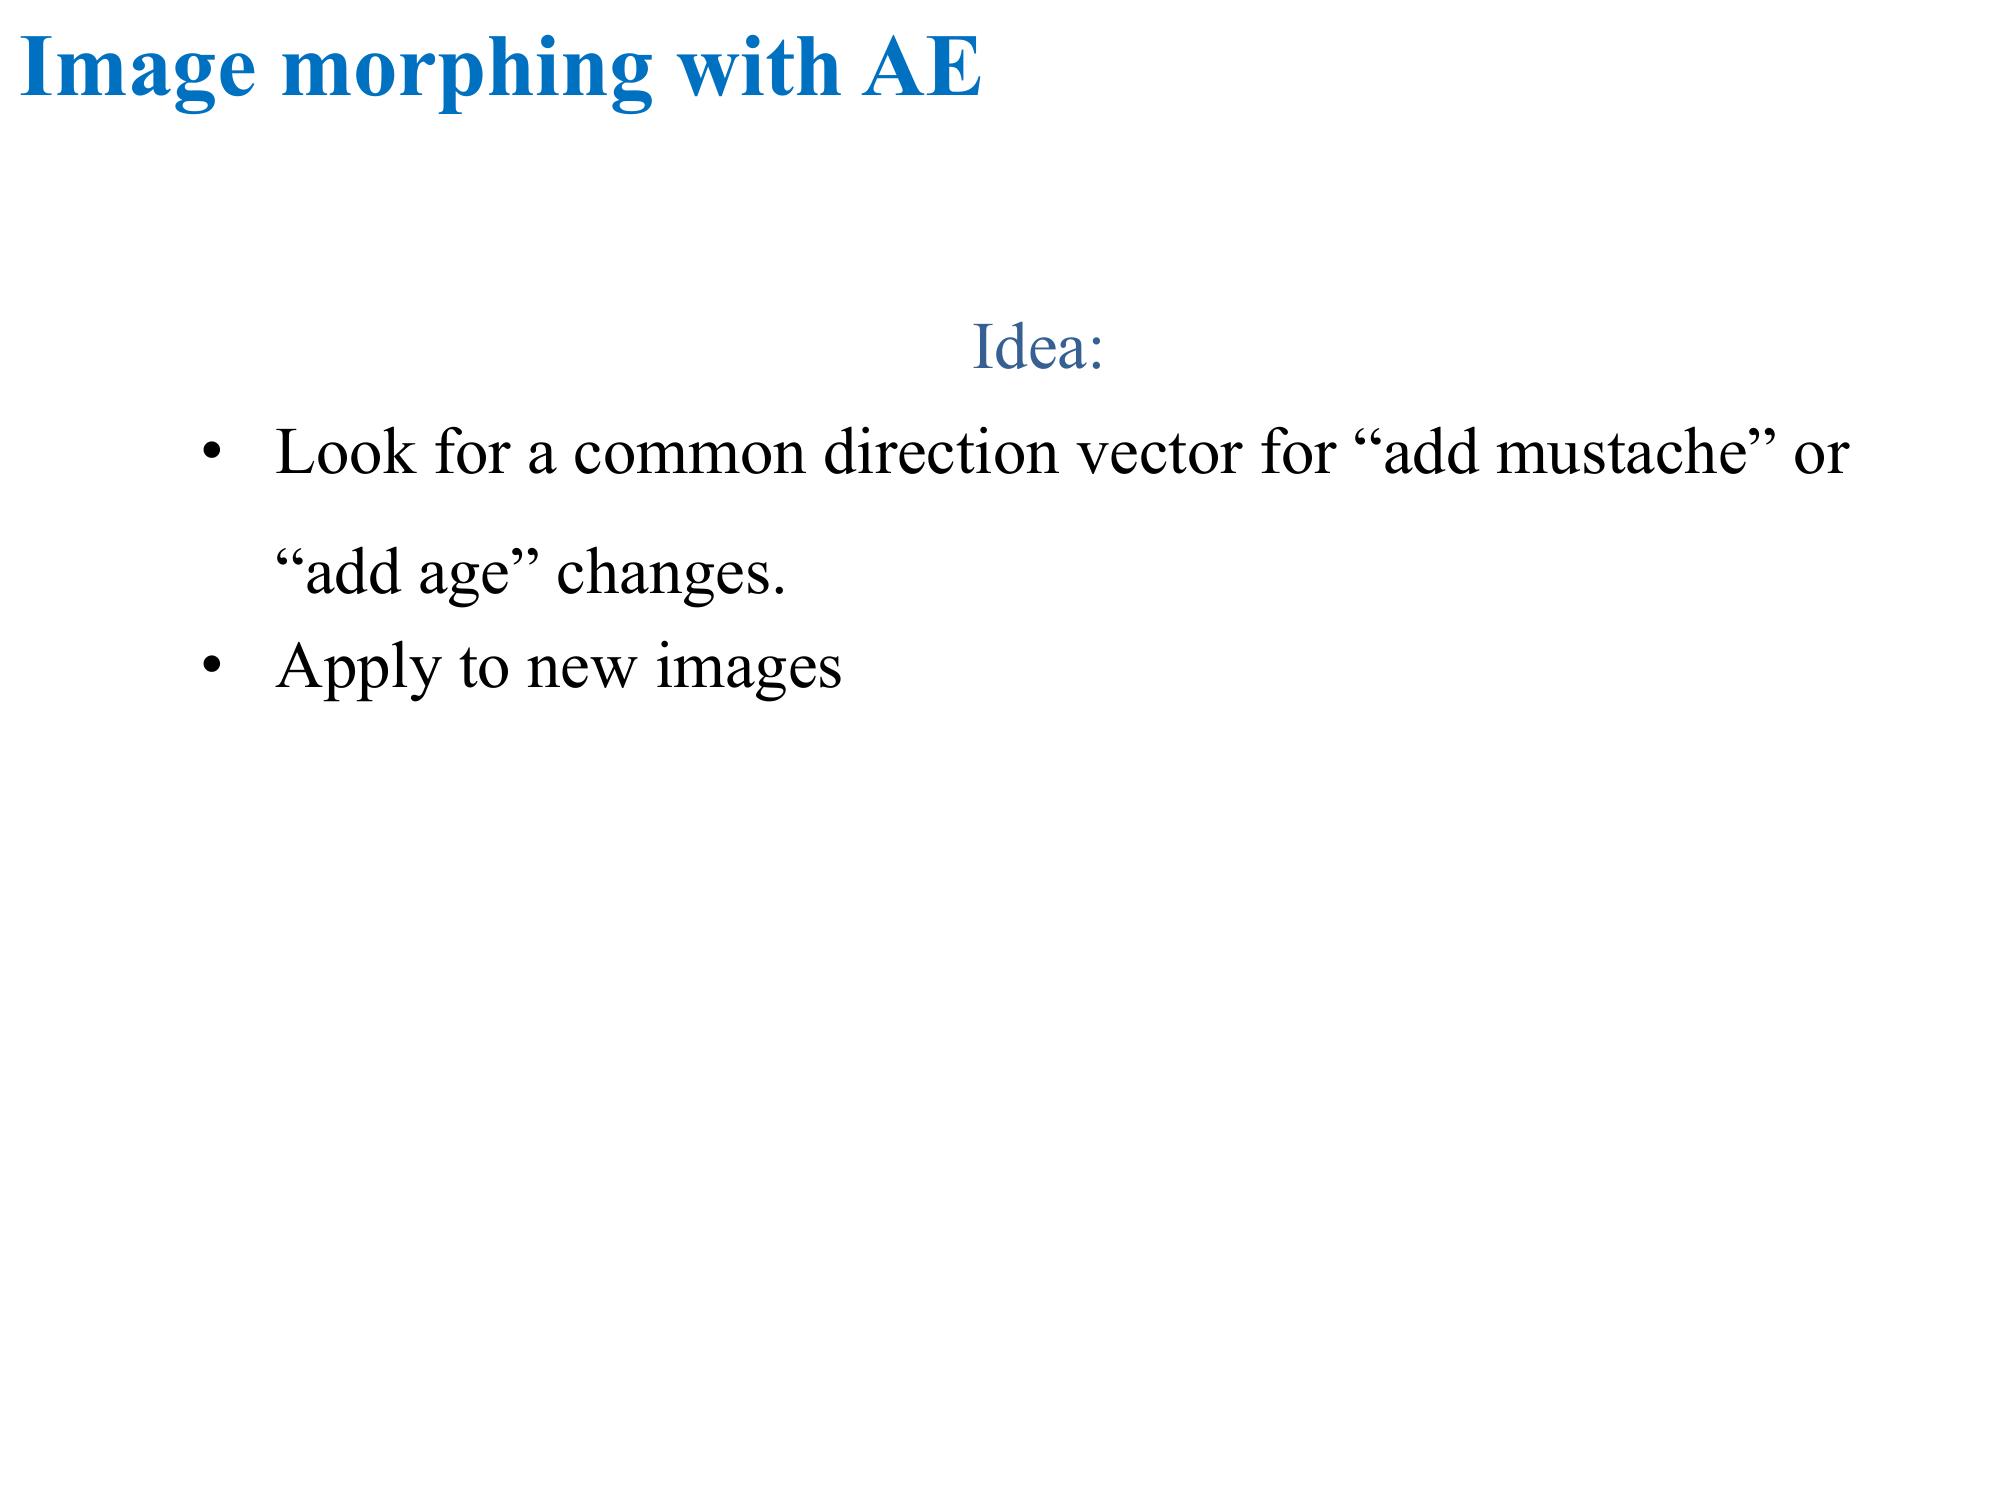 Image morphing with AE
Idea:
• Look for a common direction vector for “add mustache” or
“add age” changes.
• Apply to new images